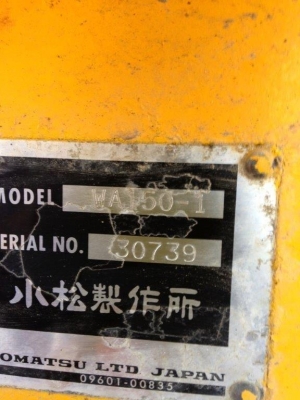 MODEL WA150-1
ERIAL NO. 30739
小松製作所
OMATSU LTD. JAPAN
09601-00835